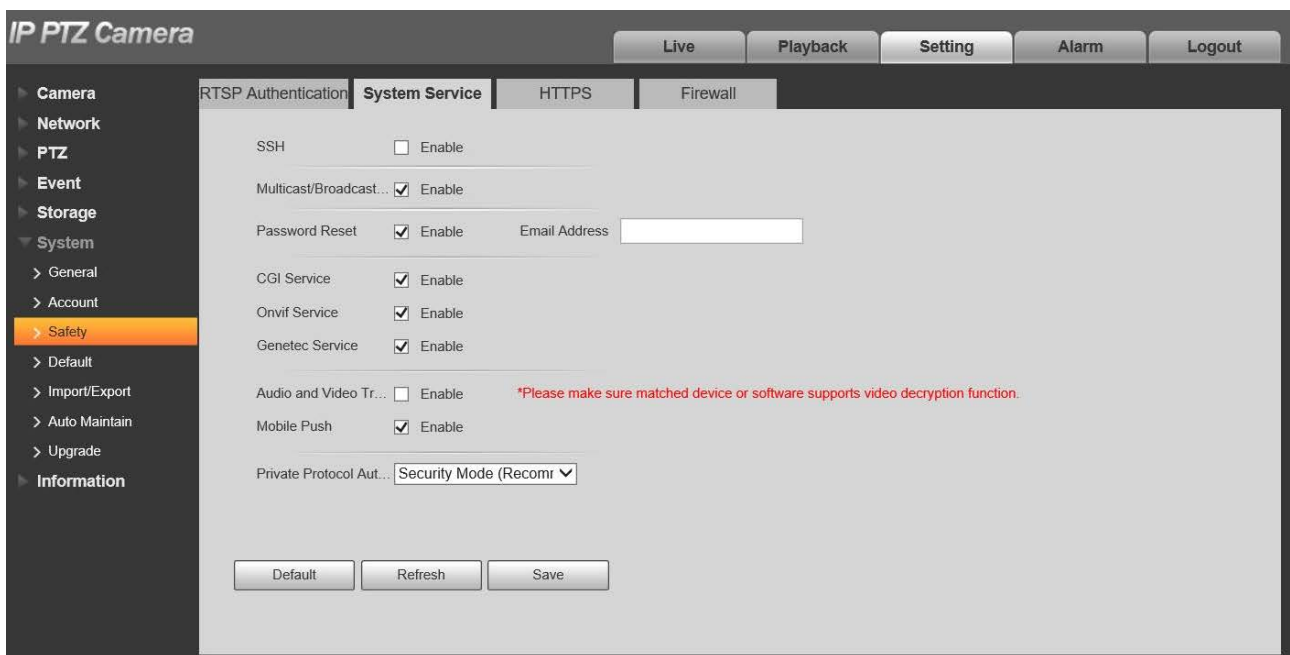 IP PTZ Camera
Live Playback Setting Alarm Logout
Camera
Network
PTZ
Event
Storage
System
General
Account
Safety
Default
Import/Export
Auto Maintain
Upgrade
Information
RTSP Authentication System Service HTTPS Firewall
SSH Enable
Multicast/Broadcast... Enable
Password Reset Enable Email Address
CGI Service Enable
Onvif Service Enable
Genetec Service Enable
Audio and Video Tr... Enable *Please make sure matched device or software supports video decryption function.
Mobile Push Enable
Private Protocol Aut... Security Mode (Recomr
Default Refresh Save